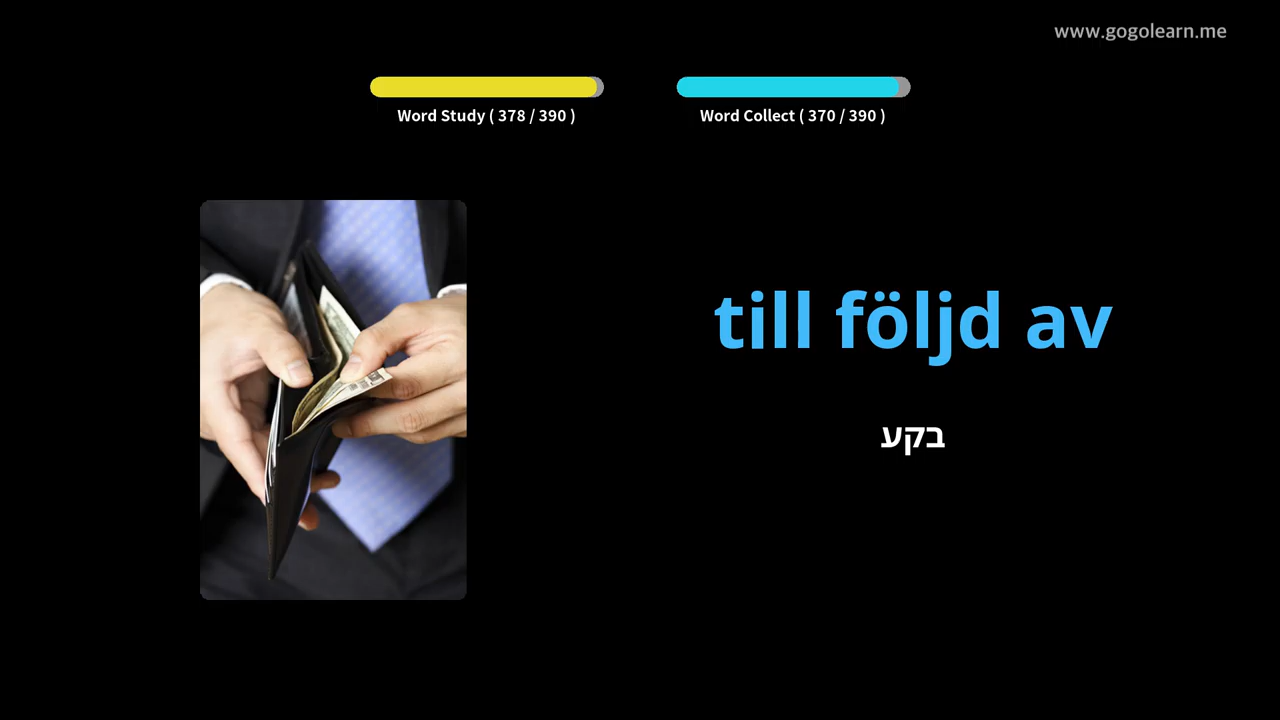 www.gogolearn.me
Word Study ( 378 / 390 )
Word Collect ( 370 / 390 )
till följd av
בקע